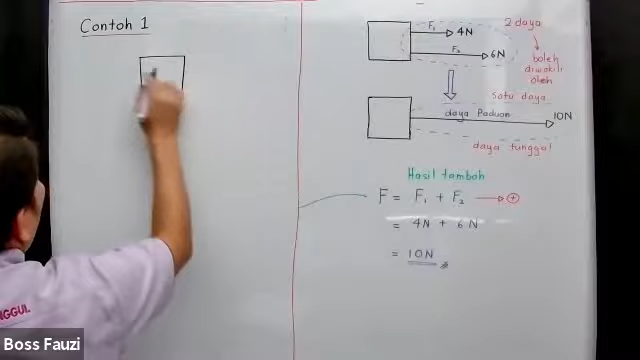 Contoh 1
F₁ 4N
F₂ 6N
2 daya
boleh
diwakili
oleh
satu daya
daya Paduan 10N
daya tunggal
Hasil tambah
F = F₁ + F₂ → +
= 4N + 6N
= 10N
NGGUL
Boss Fauzi